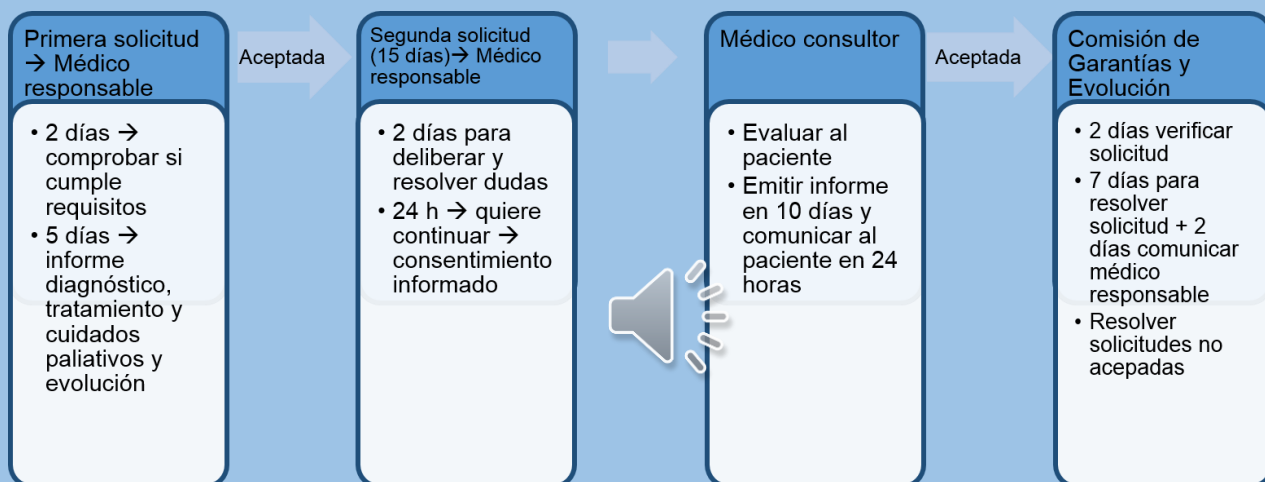 Primera solicitud
→ Médico
responsable
• 2 días →
comprobar si
cumple
requisitos
• 5 días →
informe
diagnóstico,
tratamiento y
cuidados
paliativos y
evolución
Aceptada
Segunda solicitud
(15 días)→ Médico
responsable
• 2 días para
deliberar y
resolver dudas
• 24 h → quiere
continuar →
consentimiento
informado
Médico consultor
• Evaluar al
paciente
• Emitir informe
en 10 días y
comunicar al
paciente en 24
horas
Aceptada
Comisión de
Garantías y
Evolución
• 2 días verificar
solicitud
• 7 días para
resolver
solicitud + 2
días comunicar
médico
responsable
• Resolver
solicitudes no
acepadas